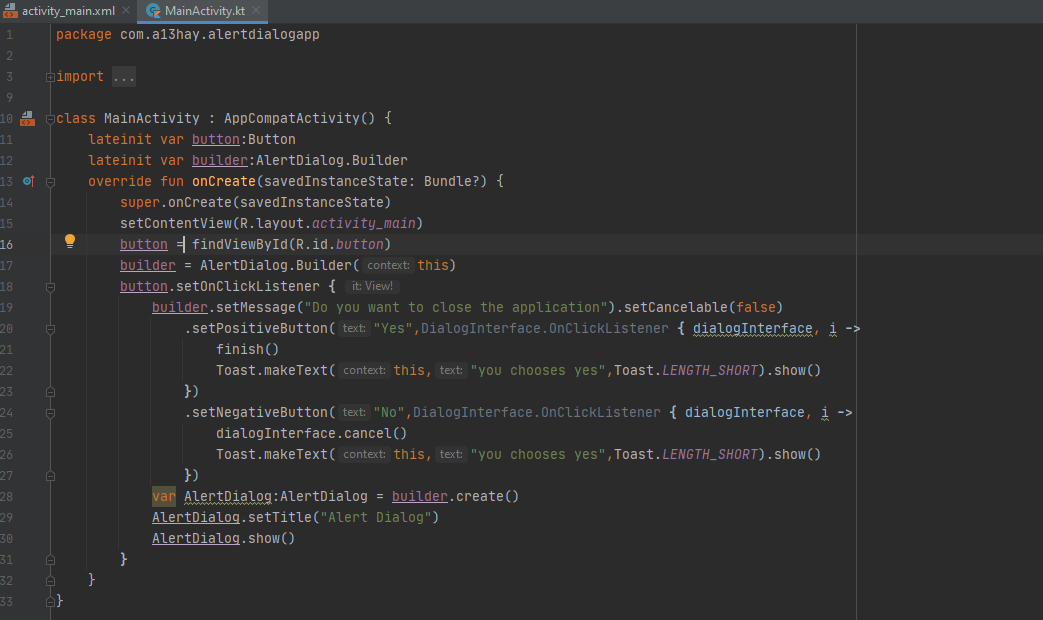 activity_main.xml × MainActivity.kt ×
1 package com.a13hay.alertdialogapp
2
3 import ...
9
10 class MainActivity : AppCompatActivity() {
11 lateinit var button:Button
12 lateinit var builder:AlertDialog.Builder
13 override fun onCreate(savedInstanceState: Bundle?) {
14 super.onCreate(savedInstanceState)
15 setContentView(R.layout.activity_main)
16 button = findViewById(R.id.button)
17 builder = AlertDialog.Builder( context: this)
18 button.setOnClickListener { it: View!
19 builder.setMessage("Do you want to close the application").setCancelable(false)
20 .setPositiveButton( text: "Yes",DialogInterface.OnClickListener { dialogInterface, i ->
21 finish()
22 Toast.makeText( context: this, text: "you chooses yes",Toast.LENGTH_SHORT).show()
23 })
24 .setNegativeButton( text: "No",DialogInterface.OnClickListener { dialogInterface, i ->
25 dialogInterface.cancel()
26 Toast.makeText( context: this, text: "you chooses yes",Toast.LENGTH_SHORT).show()
27 })
28 var AlertDialog:AlertDialog = builder.create()
29 AlertDialog.setTitle("Alert Dialog")
30 AlertDialog.show()
31 }
32 }
33 }